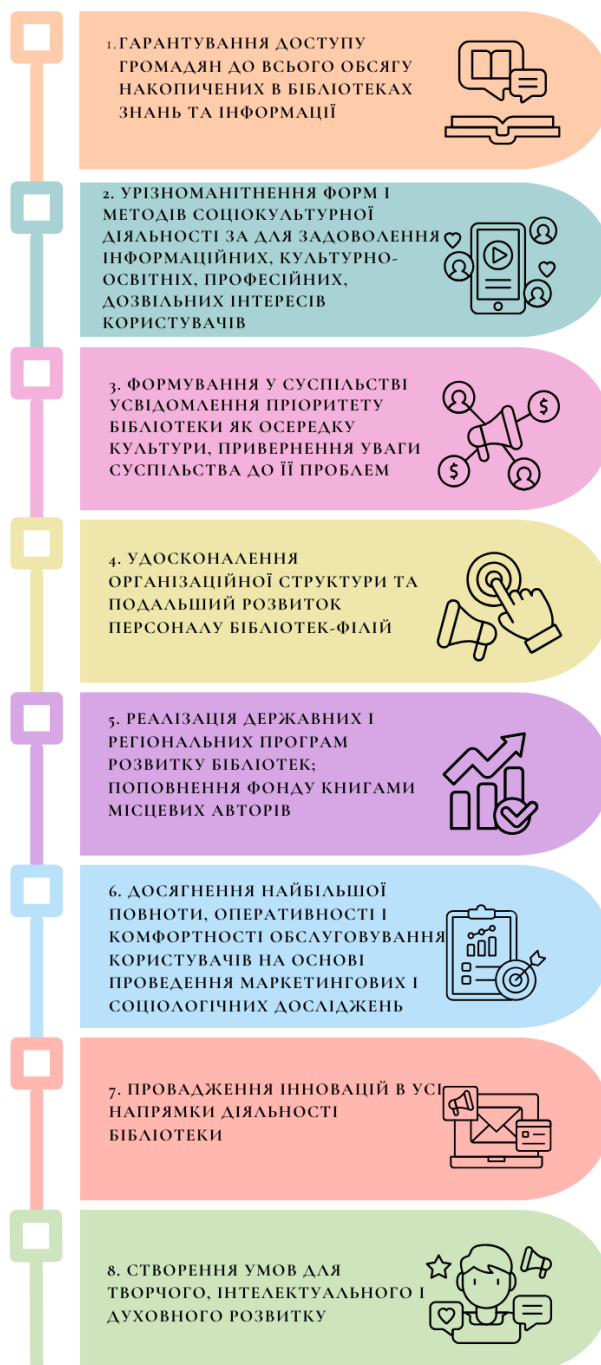 1. ГАРАНТУВАННЯ ДОСТУПУ
ГРОМАДЯН ДО ВСЬОГО ОБСЯГУ
НАКОПИЧЕНИХ В БІБЛІОТЕКАХ
ЗНАНЬ ТА ІНФОРМАЦІЇ
2. УРІЗНОМАНІТНЕННЯ ФОРМ І
МЕТОДІВ СОЦІОКУЛЬТУРНОЇ
ДІЯЛЬНОСТІ ЗА ДЛЯ ЗАДОВОЛЕННЯ
ІНФОРМАЦІЙНИХ, КУЛЬТУРНО-
ОСВІТНІХ, ПРОФЕСІЙНИХ,
ДОЗВІЛЬНИХ ІНТЕРЕСІВ
КОРИСТУВАЧІВ
3. ФОРМУВАННЯ У СУСПІЛЬСТВІ
УСВІДОМЛЕННЯ ПРІОРИТЕТУ
БІБЛІОТЕКИ ЯК ОСЕРЕДКУ
КУЛЬТУРИ, ПРИВЕРНЕННЯ УВАГИ
СУСПІЛЬСТВА ДО ЇЇ ПРОБЛЕМ
$
$
4. УДОСКОНАЛЕННЯ
ОРГАНІЗАЦІЙНОЇ СТРУКТУРИ ТА
ПОДАЛЬШИЙ РОЗВИТОК
ПЕРСОНАЛУ БІБЛІОТЕК-ФІЛІЙ
5. РЕАЛІЗАЦІЯ ДЕРЖАВНИХ І
РЕГІОНАЛЬНИХ ПРОГРАМ
РОЗВИТКУ БІБЛІОТЕК;
ПОПОВНЕННЯ ФОНДУ КНИГАМИ
МІСЦЕВИХ АВТОРІВ
6. ДОСЯГНЕННЯ НАЙБІЛЬШОЇ
ПОВНОТИ, ОПЕРАТИВНОСТІ І
КОМФОРТНОСТІ ОБСЛУГОВУВАННЯ
КОРИСТУВАЧІВ НА ОСНОВІ
ПРОВЕДЕННЯ МАРКЕТИНГОВИХ І
СОЦІОЛОГІЧНИХ ДОСЛІДЖЕНЬ
7. ПРОВАДЖЕННЯ ІННОВАЦІЙ В УСІ
НАПРЯМКИ ДІЯЛЬНОСТІ
БІБЛІОТЕКИ
8. СТВОРЕННЯ УМОВ ДЛЯ
ТВОРЧОГО, ІНТЕЛЕКТУАЛЬНОГО І
ДУХОВНОГО РОЗВИТКУ